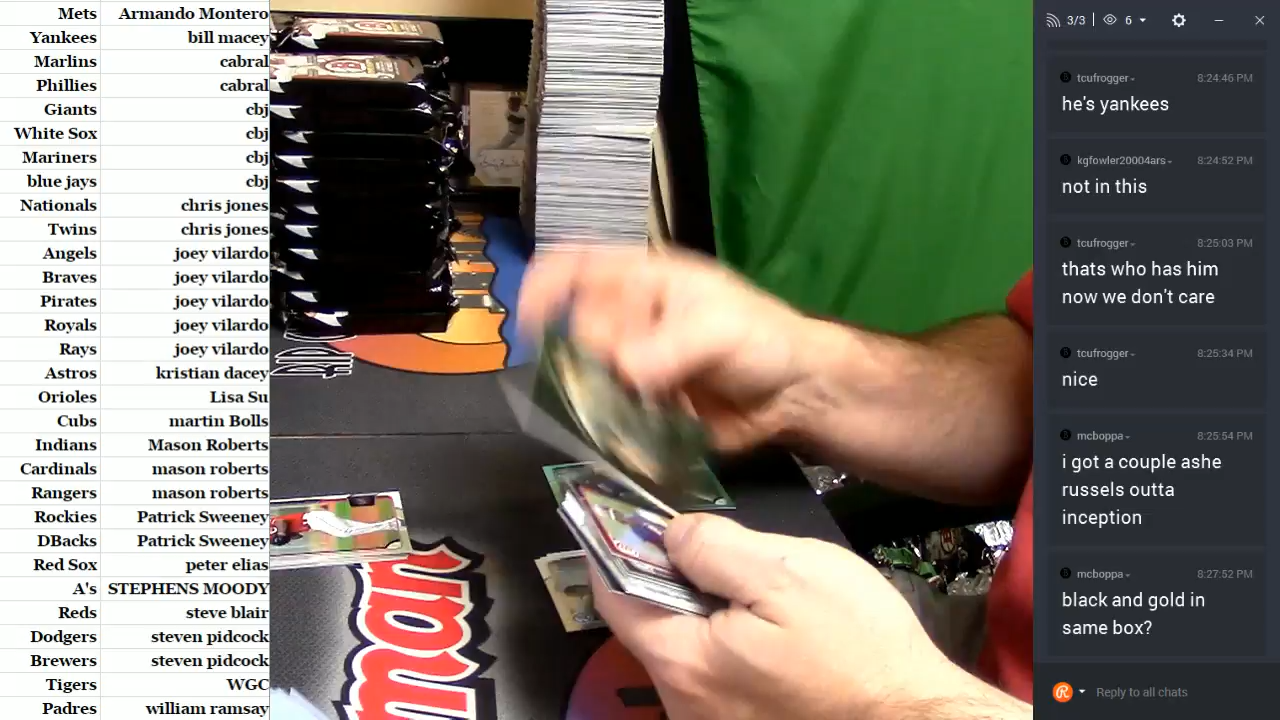 Mets Armando Montero
Yankees bill macey
Marlins cabral
Phillies cabral
Giants cbj
White Sox cbj
Mariners cbj
blue jays cbj
Nationals chris jones
Twins chris jones
Angels joey vilardo
Braves joey vilardo
Pirates joey vilardo
Royals joey vilardo
Rays joey vilardo
Astros kristian dacey
Orioles Lisa Su
Cubs martin Bolls
Indians Mason Roberts
Cardinals mason roberts
Rangers mason roberts
Rockies Patrick Sweeney
DBacks Patrick Sweeney
Red Sox peter elias
A's STEPHENS MOODY
Reds steve blair
Dodgers steven pidcock
Brewers steven pidcock
Tigers WGC
Padres william ramsay
3/3 6
tcufrogger 8:24:46 PM
he's yankees
kgfowler20004ars 8:24:52 PM
not in this
tcufrogger 8:25:03 PM
thats who has him
now we don't care
tcufrogger 8:25:34 PM
nice
mcboppa 8:25:54 PM
i got a couple ashe
russels outta
inception
mcboppa 8:27:52 PM
black and gold in
same box?
Reply to all chats